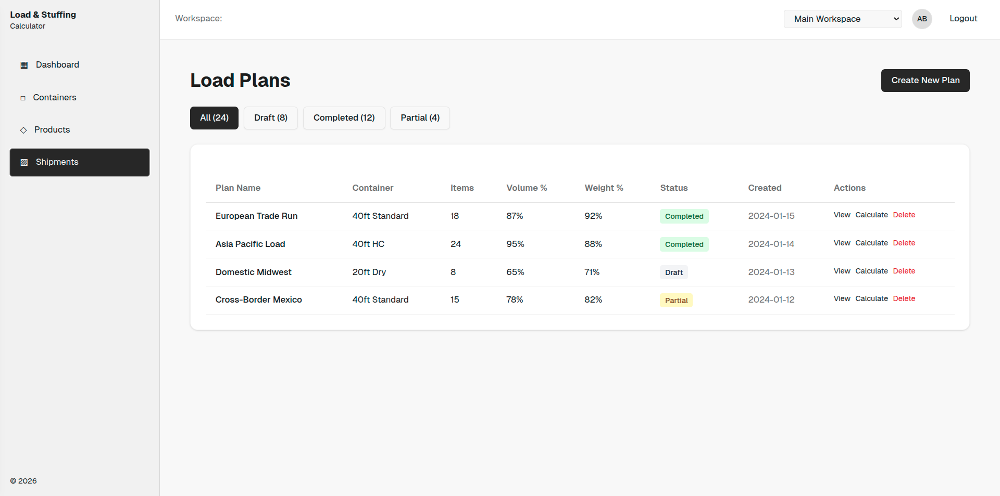 Load & Stuffing
Calculator
Workspace:
Main Workspace
AB
Logout
Dashboard
Containers
Products
Shipments
Load Plans
Create New Plan
All (24)
Draft (8)
Completed (12)
Partial (4)
Plan Name Container Items Volume % Weight % Status Created Actions
European Trade Run 40ft Standard 18 87% 92% Completed 2024-01-15 View Calculate Delete
Asia Pacific Load 40ft HC 24 95% 88% Completed 2024-01-14 View Calculate Delete
Domestic Midwest 20ft Dry 8 65% 71% Draft 2024-01-13 View Calculate Delete
Cross-Border Mexico 40ft Standard 15 78% 82% Partial 2024-01-12 View Calculate Delete
© 2026